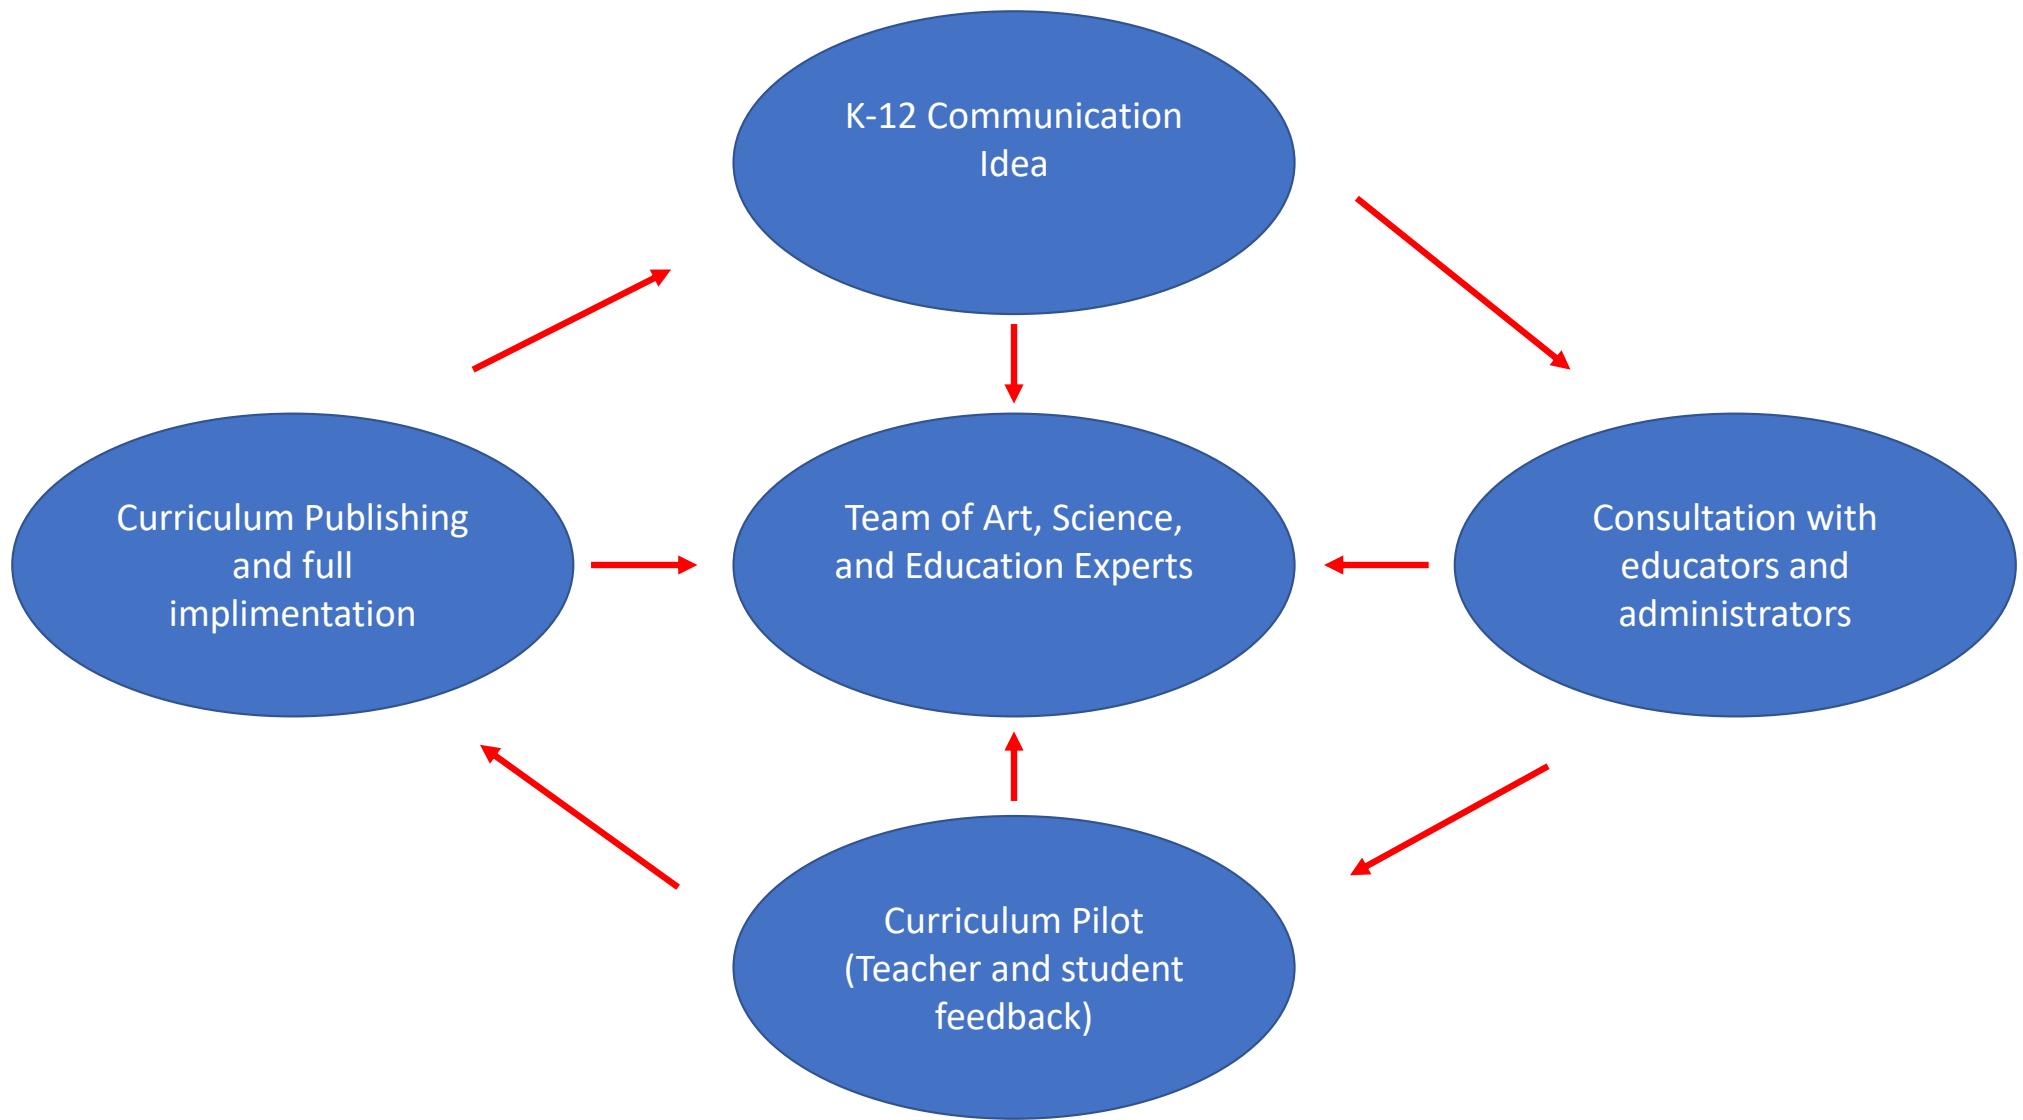 K-12 Communication
Idea
Curriculum Publishing
and full
implimentation
Team of Art, Science,
and Education Experts
Consultation with
educators and
administrators
Curriculum Pilot
(Teacher and student
feedback)